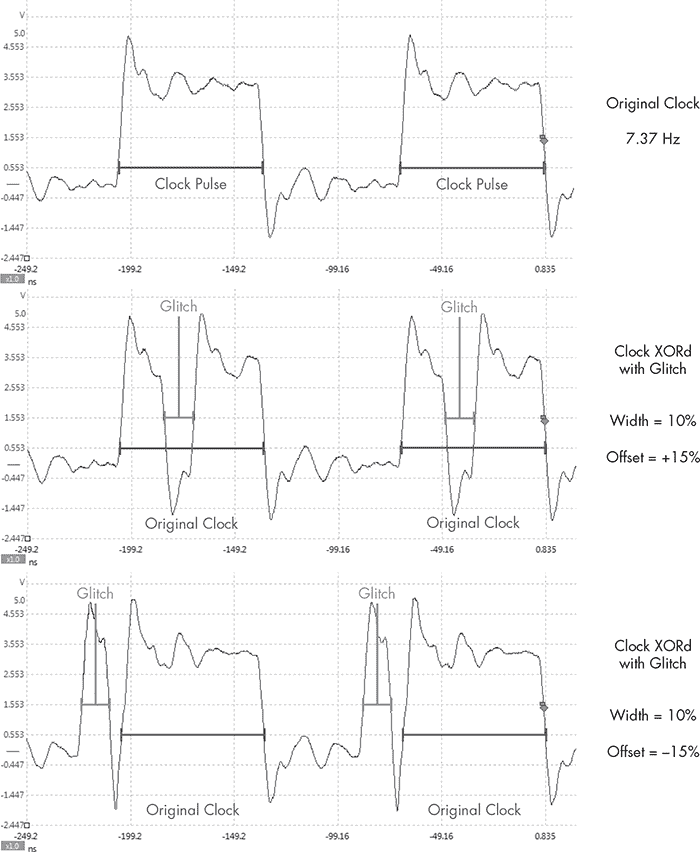 V
5.0
4.553
3.553
2.553
1.553
0.553
-0.447
-1.447
-2.447
-249.2
-199.2
-149.2
-99.16
-49.16
0.835
x1.0
ns
Clock Pulse
Clock Pulse
Original Clock
7.37 Hz
V
5.0
4.553
3.553
2.553
1.553
0.553
-0.447
-1.447
-2.447
-249.2
-199.2
-149.2
-99.16
-49.16
0.835
x1.0
ns
Glitch
Glitch
Original Clock
Original Clock
Clock XORd
with Glitch
Width = 10%
Offset = +15%
V
5.0
4.553
3.553
2.553
1.553
0.553
-0.447
-1.447
-2.447
-249.2
-199.2
-149.2
-99.16
-49.16
0.835
x1.0
ns
Glitch
Glitch
Original Clock
Original Clock
Clock XORd
with Glitch
Width = 10%
Offset = –15%